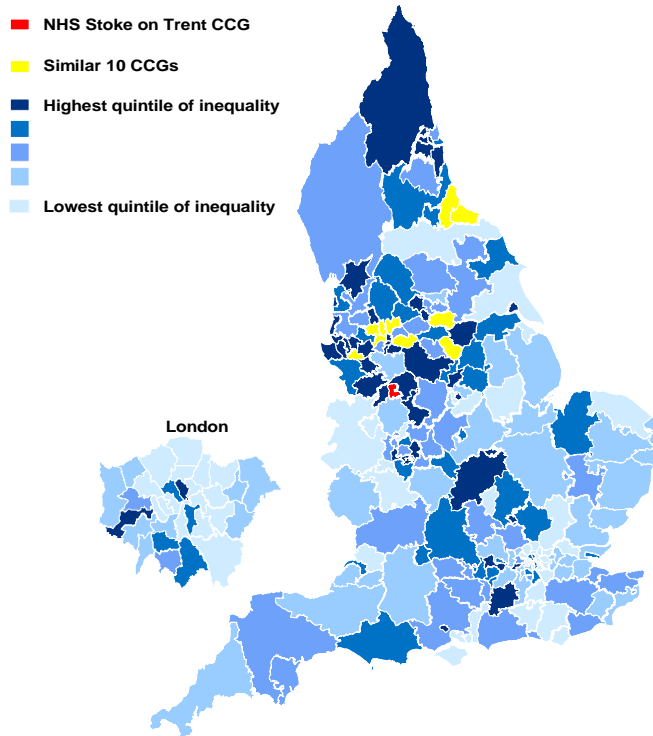 NHS Stoke on Trent CCG
Similar 10 CCGs
Highest quintile of inequality
Lowest quintile of inequality
London